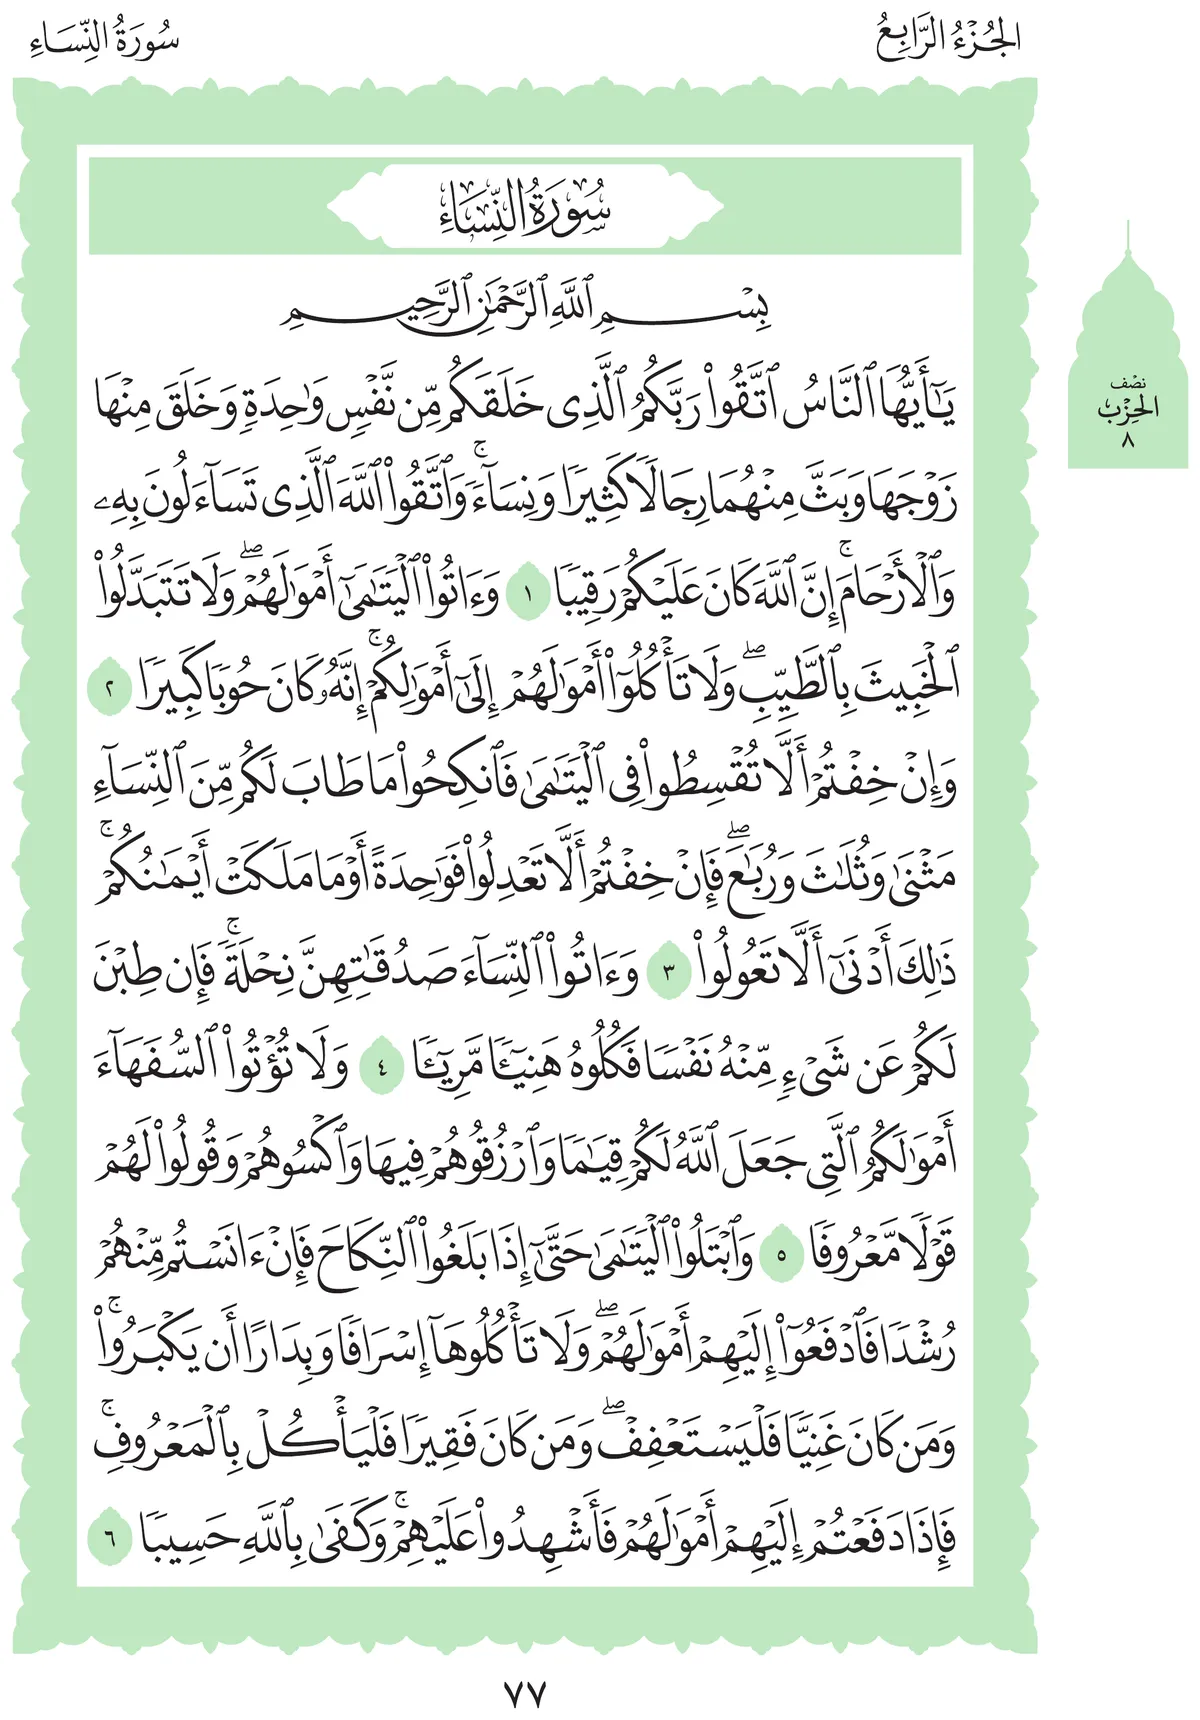 الجُزْءُ الرَّابِعُ
سُورَةُ النِّسَاءِ
سُورَةُ النِّسَاءِ
بِسْمِ ٱللَّهِ ٱلرَّحْمَٰنِ ٱلرَّحِيمِ
يَٰٓأَيُّهَا ٱلنَّاسُ ٱتَّقُوا۟ رَبَّكُمُ ٱلَّذِى خَلَقَكُم مِّن نَّفْسٍ وَٰحِدَةٍ وَخَلَقَ مِنْهَا
زَوْجَهَا وَبَثَّ مِنْهُمَا رِجَالًا كَثِيرًا وَنِسَآءً ۚ وَٱتَّقُوا۟ ٱللَّهَ ٱلَّذِى تَسَآءَلُونَ بِهِۦ
وَٱلْأَرْحَامَ ۚ إِنَّ ٱللَّهَ كَانَ عَلَيْكُمْ رَقِيبًا ١ وَءَاتُوا۟ ٱلْيَتَٰمَىٰٓ أَمْوَٰلَهُمْ ۖ وَلَا تَتَبَدَّلُوا۟
ٱلْخَبِيثَ بِٱلطَّيِّبِ ۖ وَلَا تَأْكُلُوٓا۟ أَمْوَٰلَهُمْ إِلَىٰٓ أَمْوَٰلِكُمْ ۚ إِنَّهُۥ كَانَ حُوبًا كَبِيرًا ٢
وَإِنْ خِفْتُمْ أَلَّا تُقْسِطُوا۟ فِى ٱلْيَتَٰمَىٰ فَٱنكِحُوا۟ مَا طَابَ لَكُم مِّنَ ٱلنِّسَآءِ
مَثْنَىٰ وَثُلَٰثَ وَرُبَٰعَ ۖ فَإِنْ خِفْتُمْ أَلَّا تَعْدِلُوا۟ فَوَٰحِدَةً أَوْ مَا مَلَكَتْ أَيْمَٰنُكُمْ ۚ
ذَٰلِكَ أَدْنَىٰٓ أَلَّا تَعُولُوا۟ ٣ وَءَاتُوا۟ ٱلنِّسَآءَ صَدُقَٰتِهِنَّ نِحْلَةً ۚ فَإِن طِبْنَ
لَكُمْ عَن شَىْءٍ مِّنْهُ نَفْسًا فَكُلُوهُ هَنِيٓـًٔا مَّرِيٓـًٔا ٤ وَلَا تُؤْتُوا۟ ٱلسُّفَهَآءَ
أَمْوَٰلَكُمُ ٱلَّتِى جَعَلَ ٱللَّهُ لَكُمْ قِيَٰمًا وَٱرْزُقُوهُمْ فِيهَا وَٱكْسُوهُمْ وَقُولُوا۟ لَهُمْ
قَوْلًا مَّعْرُوفًا ٥ وَٱبْتَلُوا۟ ٱلْيَتَٰمَىٰ حَتَّىٰٓ إِذَا بَلَغُوا۟ ٱلنِّكَاحَ فَإِنْ ءَانَسْتُم مِّنْهُمْ
رُشْدًا فَٱدْفَعُوٓا۟ إِلَيْهِمْ أَمْوَٰلَهُمْ ۖ وَلَا تَأْكُلُوهَآ إِسْرَافًا وَبِدَارًا أَن يَكْبَرُوا۟ ۚ
وَمَن كَانَ غَنِيًّا فَلْيَسْتَعْفِفْ ۖ وَمَن كَانَ فَقِيرًا فَلْيَأْكُلْ بِٱلْمَعْرُوفِ ۚ
فَإِذَا دَفَعْتُمْ إِلَيْهِمْ أَمْوَٰلَهُمْ فَأَشْهِدُوا۟ عَلَيْهِمْ ۚ وَكَفَىٰ بِٱللَّهِ حَسِيبًا ٦
نصْف
الحِزْب
٨
٧٧